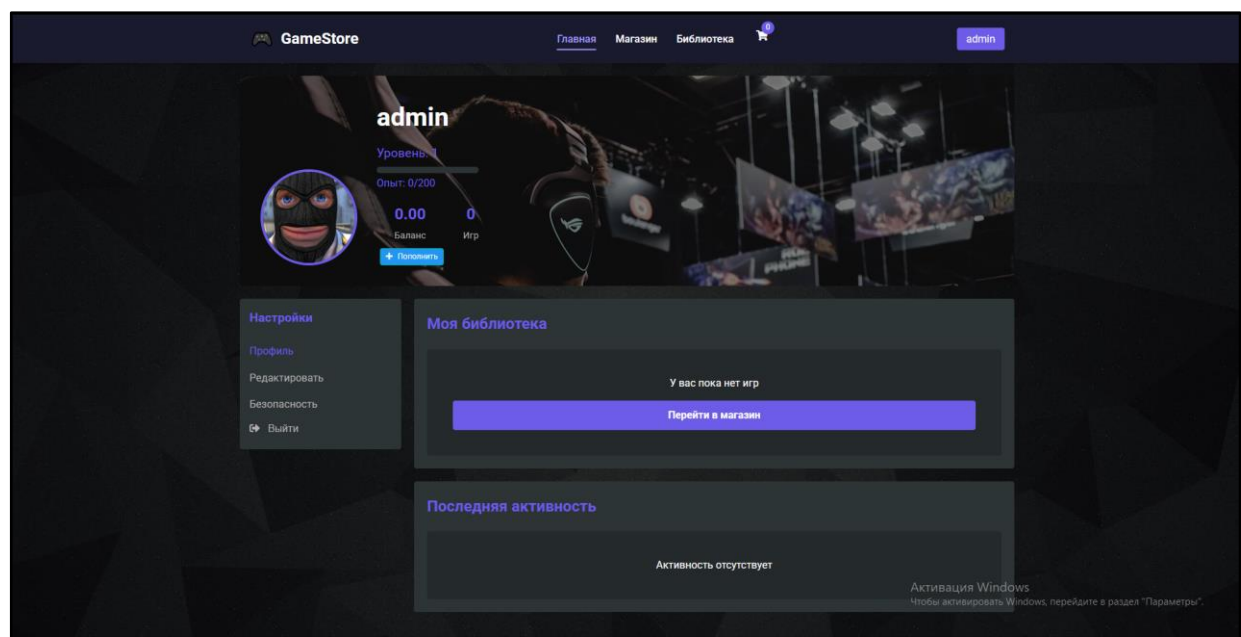 GameStore
Главная
Магазин
Библиотека
0
admin
admin
Уровень: 1
Опыт: 0/200
0.00 0
Баланс Игр
+ Пополнить
Настройки
Профиль
Редактировать
Безопасность
Выйти
Моя библиотека
У вас пока нет игр
Перейти в магазин
Последняя активность
Активность отсутствует
Активация Windows
Чтобы активировать Windows, перейдите в раздел "Параметры".